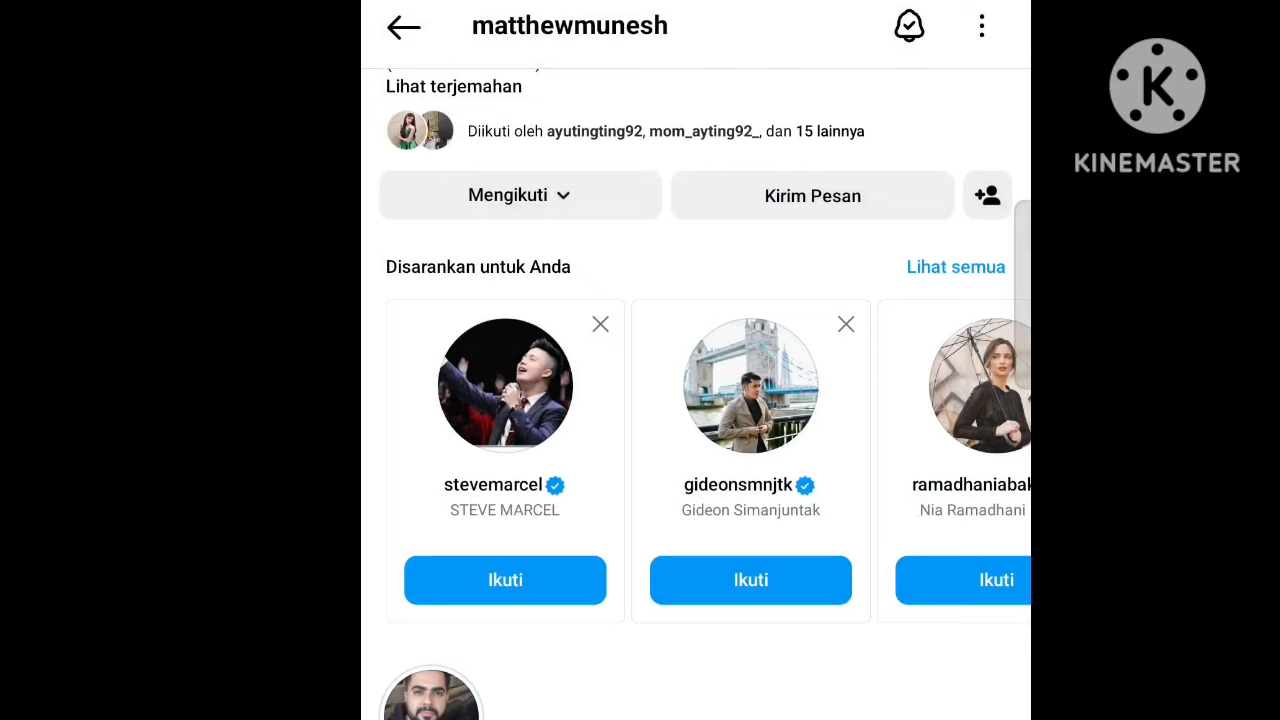 matthewmunesh
Lihat terjemahan
Diikuti oleh ayutingting92, mom_ayting92_, dan 15 lainnya
Mengikuti
Kirim Pesan
Disarankan untuk Anda
Lihat semua
stevemarcel
STEVE MARCEL
Ikuti
gideonsmnjtk
Gideon Simanjuntak
Ikuti
ramadhaniabak
Nia Ramadhani
Ikuti
K
KINEMASTER